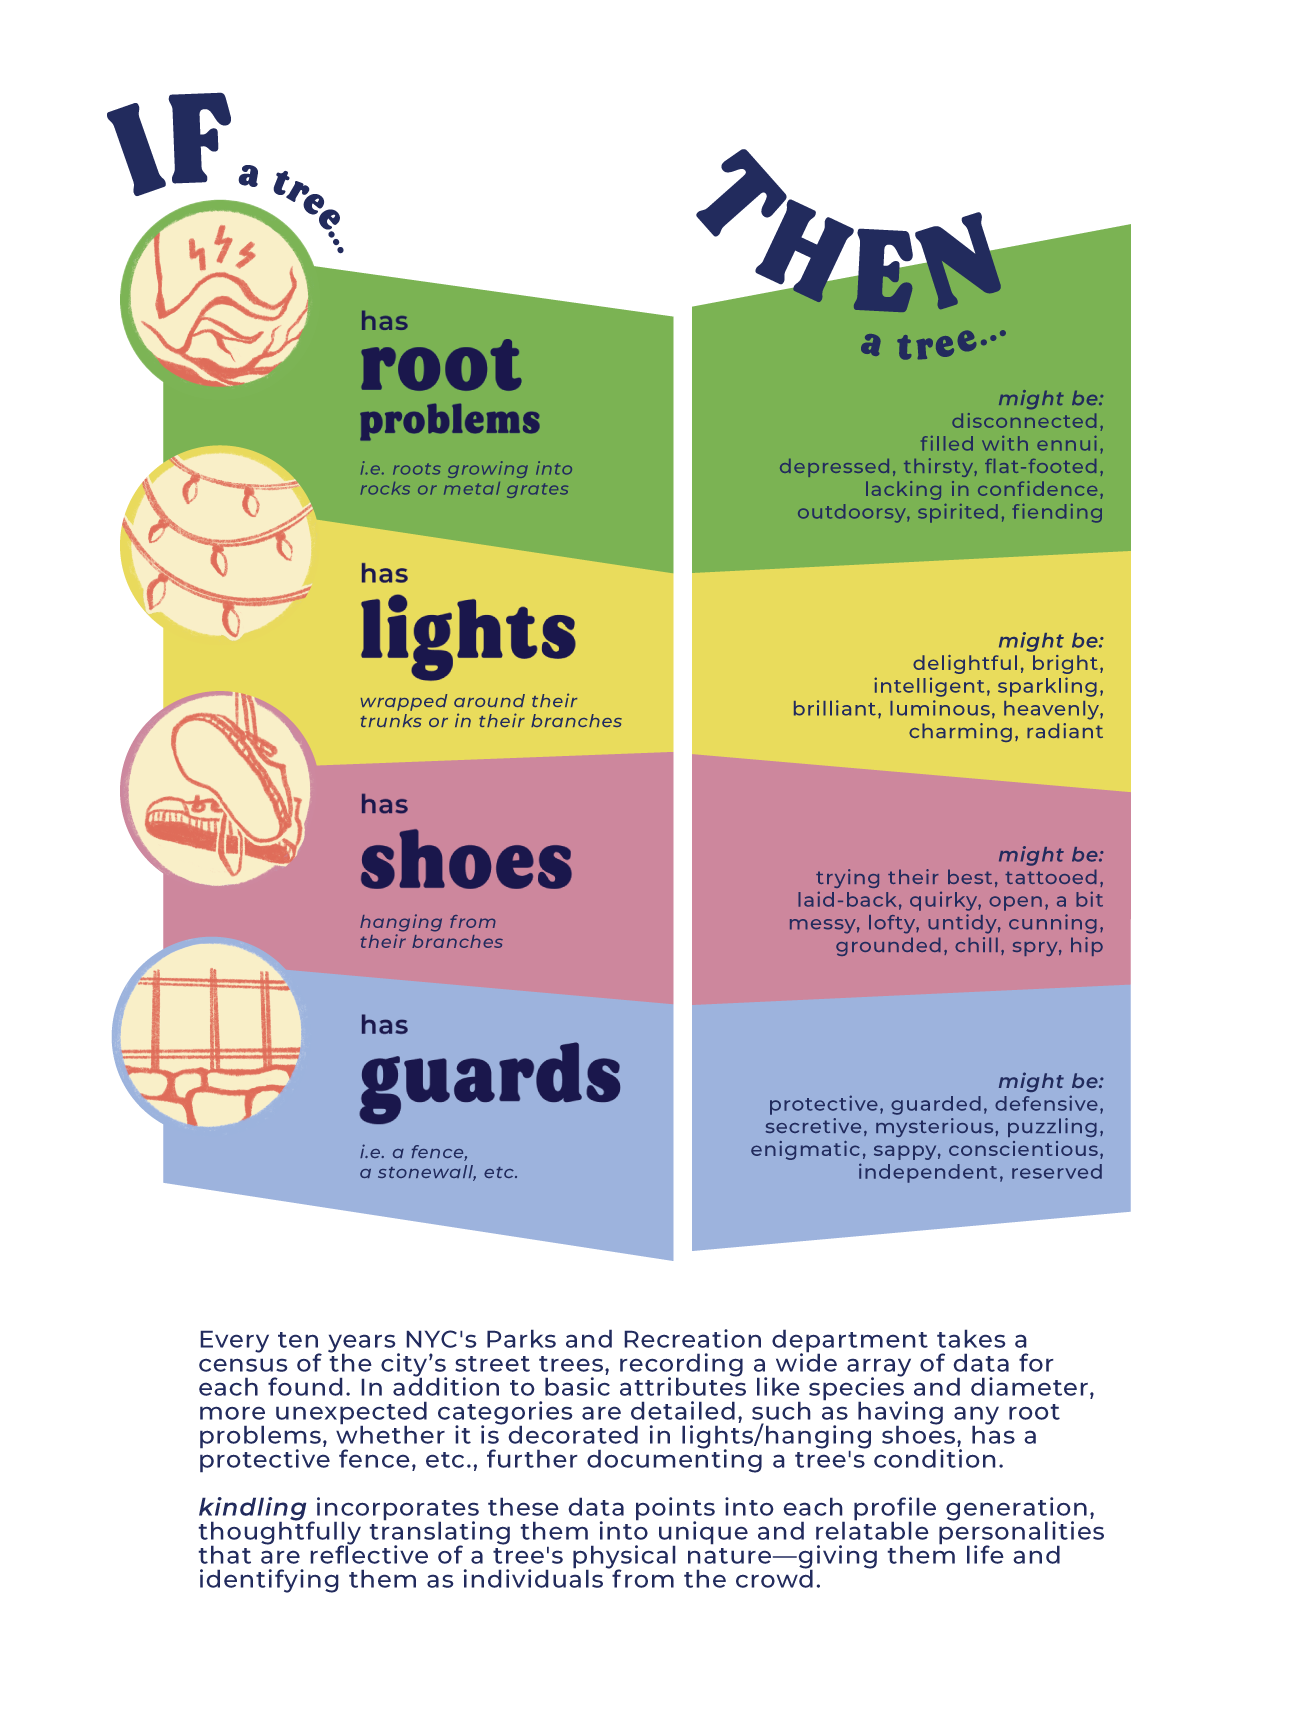 IF a tree...
has
root
problems
i.e. roots growing into
rocks or metal grates
has
lights
wrapped around their
trunks or in their branches
has
shoes
hanging from
their branches
has
guards
i.e. a fence,
a stonewall, etc.
THEN
a tree...
might be:
disconnected,
filled with ennui,
depressed, thirsty, flat-footed,
lacking in confidence,
outdoorsy, spirited, fiending
might be:
delightful, bright,
intelligent, sparkling,
brilliant, luminous, heavenly,
charming, radiant
might be:
trying their best, tattooed,
laid-back, quirky, open, a bit
messy, lofty, untidy, cunning,
grounded, chill, spry, hip
might be:
protective, guarded, defensive,
secretive, mysterious, puzzling,
enigmatic, sappy, conscientious,
independent, reserved
Every ten years NYC's Parks and Recreation department takes a
census of the city’s street trees, recording a wide array of data for
each found. In addition to basic attributes like species and diameter,
more unexpected categories are detailed, such as having any root
problems, whether it is decorated in lights/hanging shoes, has a
protective fence, etc., further documenting a tree's condition.
kindling incorporates these data points into each profile generation,
thoughtfully translating them into unique and relatable personalities
that are reflective of a tree's physical nature—giving them life and
identifying them as individuals from the crowd.